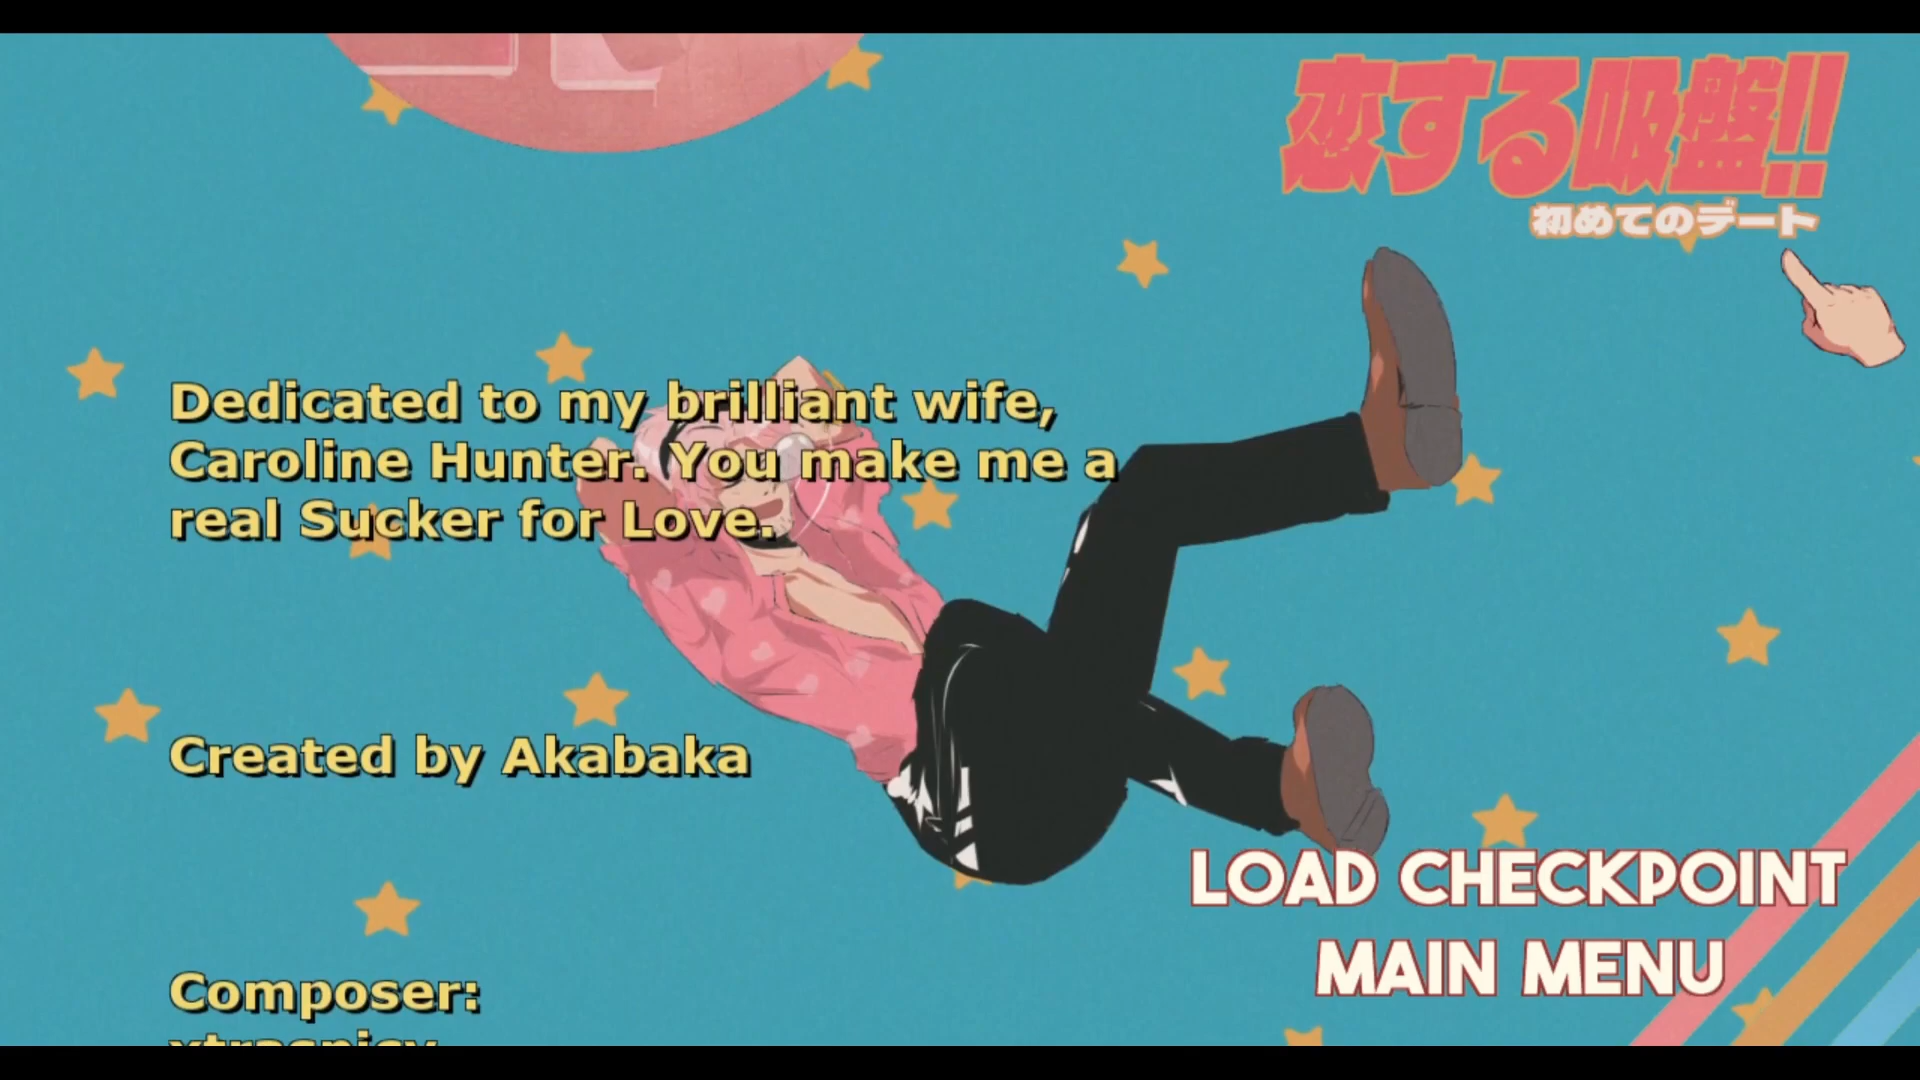 恋する吸盤!!
初めてのデート
Dedicated to my brilliant wife,
Caroline Hunter. You make me a
real Sucker for Love.
Created by Akabaka
LOAD CHECKPOINT
MAIN MENU
Composer:
xtraspicy